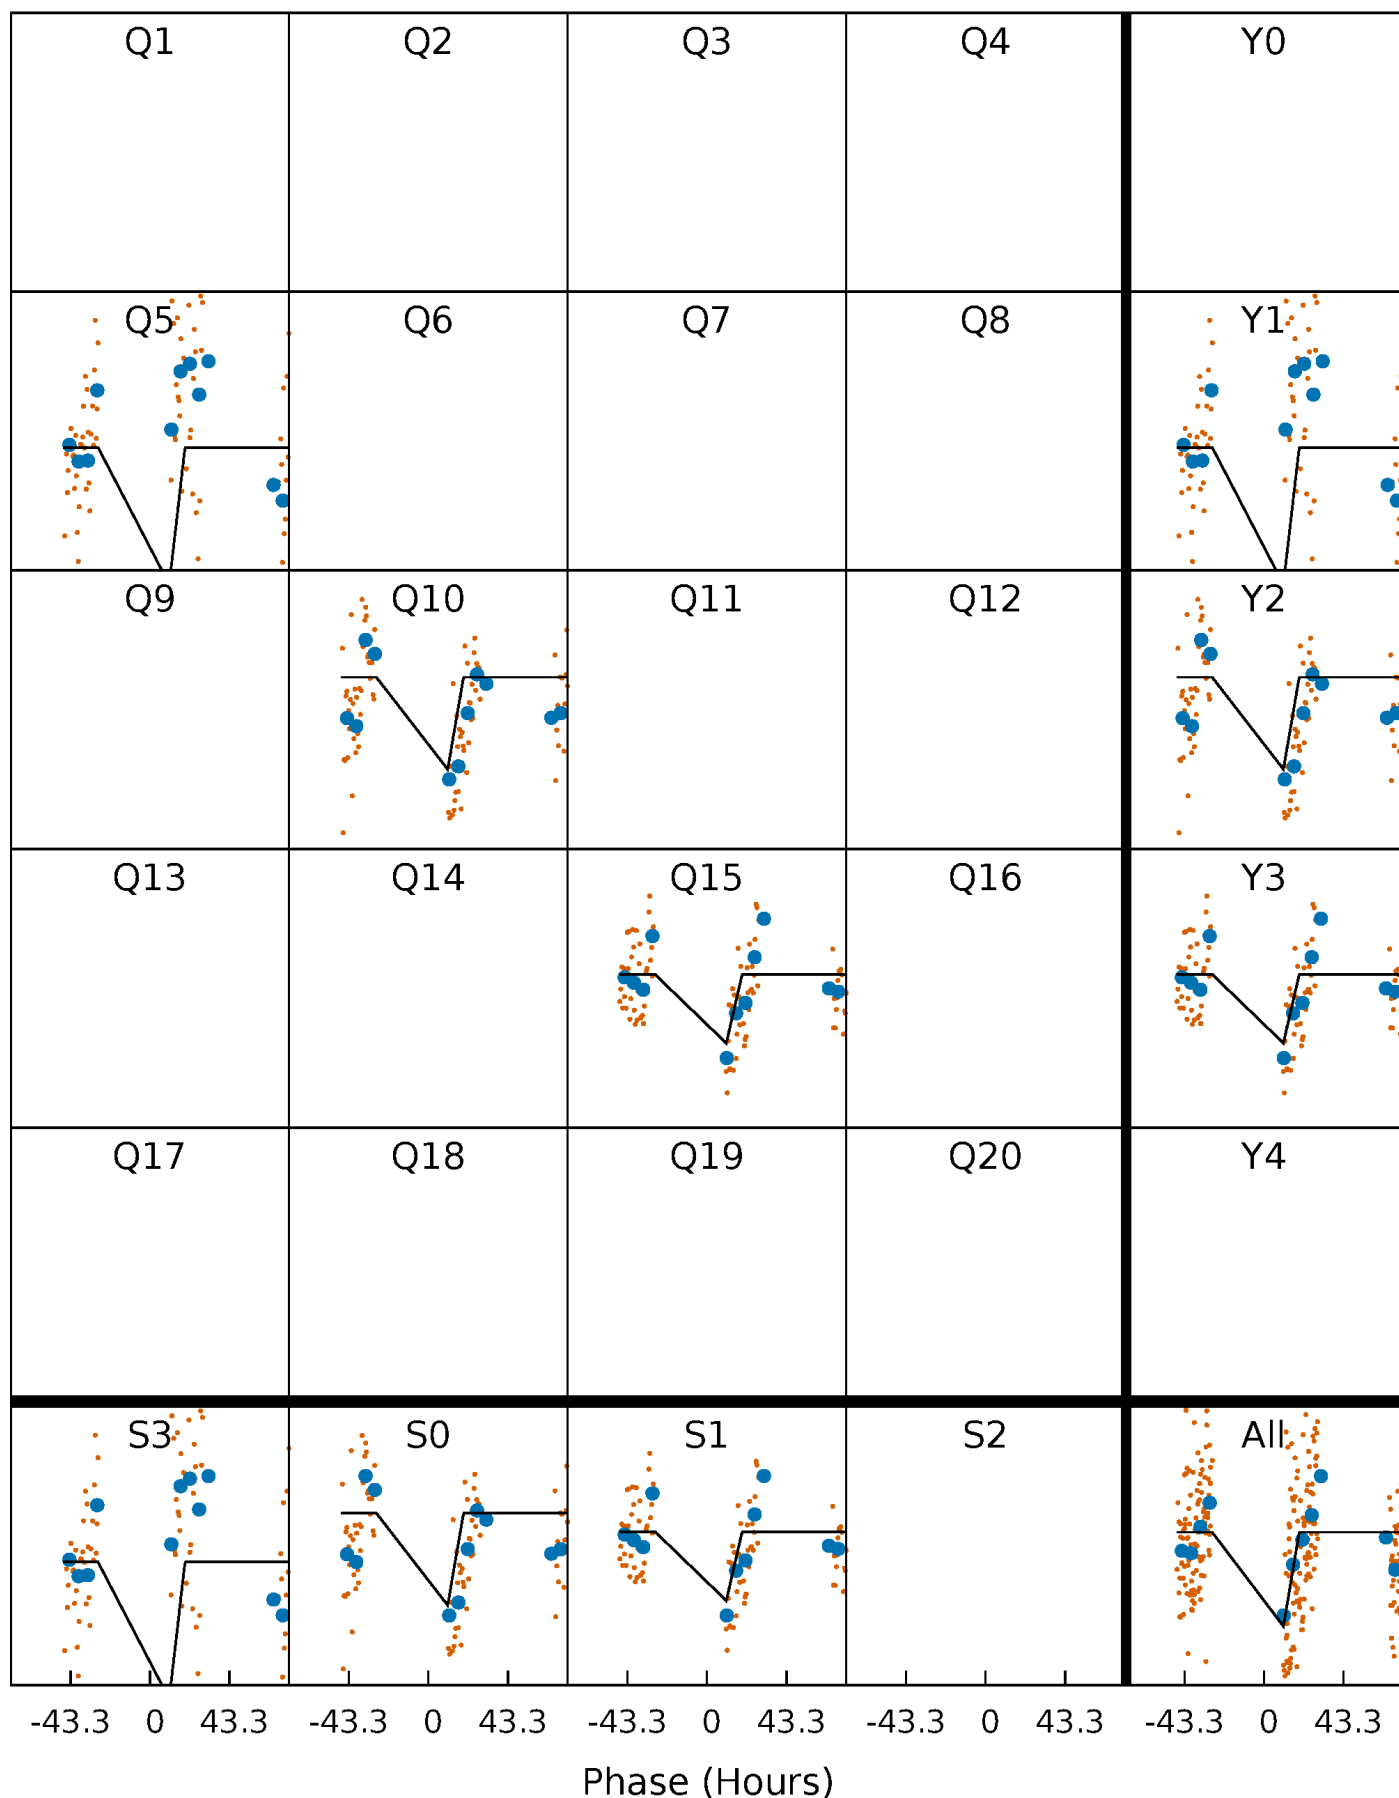 Q1 Q2 Q3 Q4 Y0
Q5 Q6 Q7 Q8 Y1
Q9 Q10 Q11 Q12 Y2
Q13 Q14 Q15 Q16 Y3
Q17 Q18 Q19 Q20 Y4
S3 S0 S1 S2 All
-43.3 0 43.3 -43.3 0 43.3 -43.3 0 43.3 -43.3 0 43.3 -43.3 0 43.3
Phase (Hours)